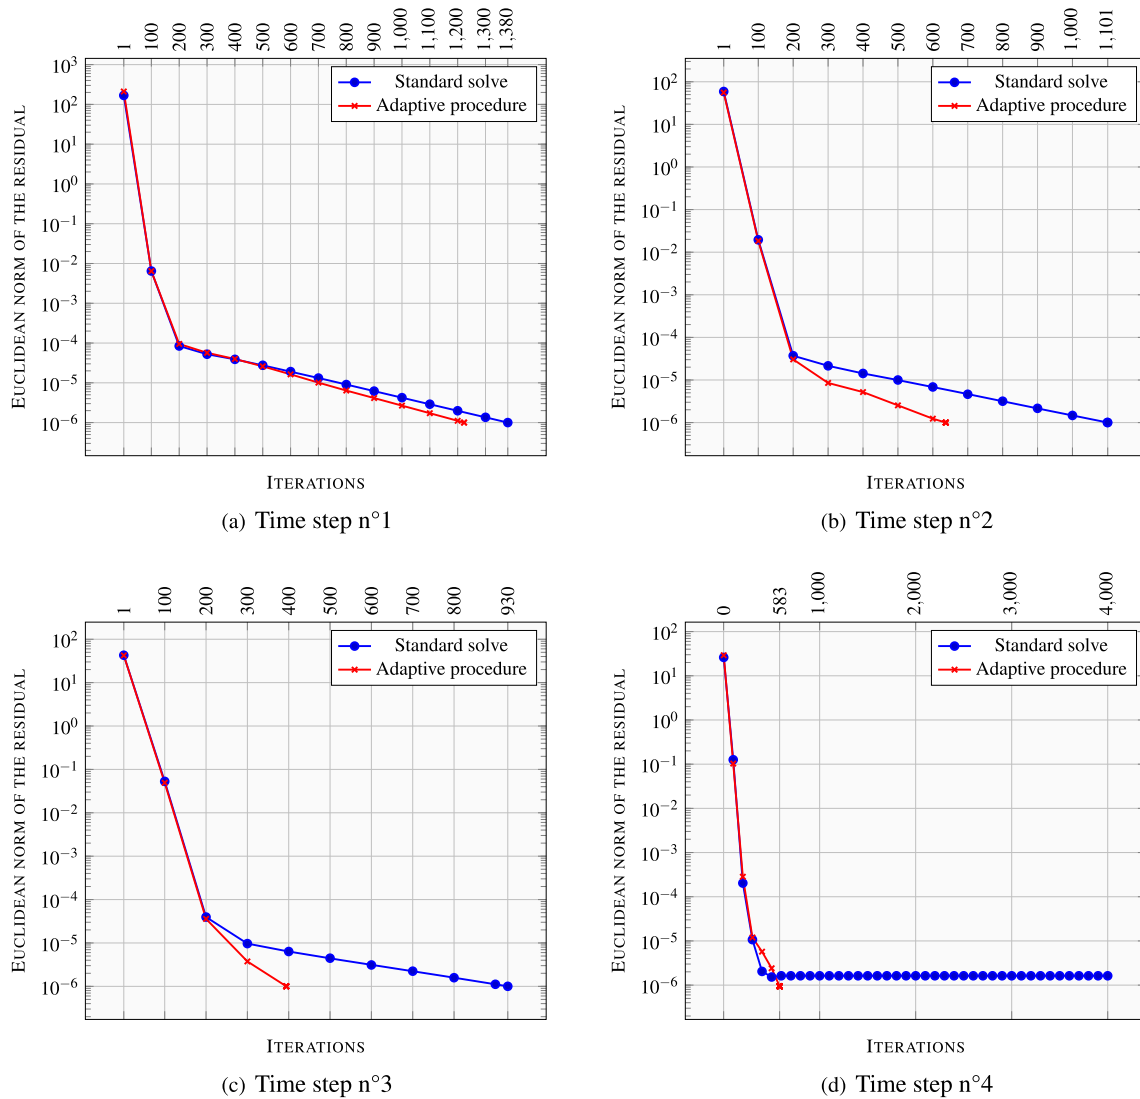 1 100 200 300 400 500 600 700 800 900 1,000 1,100 1,200 1,300 1,380
10^3
10^2
10^1
10^0
10^−1
10^−2
10^−3
10^−4
10^−5
10^−6
EUCLIDEAN NORM OF THE RESIDUAL
Standard solve
Adaptive procedure
ITERATIONS
(a) Time step n°1
1 100 200 300 400 500 600 700 800 900 1,000 1,101
10^2
10^1
10^0
10^−1
10^−2
10^−3
10^−4
10^−5
10^−6
EUCLIDEAN NORM OF THE RESIDUAL
Standard solve
Adaptive procedure
ITERATIONS
(b) Time step n°2
1 100 200 300 400 500 600 700 800 930
10^2
10^1
10^0
10^−1
10^−2
10^−3
10^−4
10^−5
10^−6
EUCLIDEAN NORM OF THE RESIDUAL
Standard solve
Adaptive procedure
ITERATIONS
(c) Time step n°3
0 583 1,000 2,000 3,000 4,000
10^2
10^1
10^0
10^−1
10^−2
10^−3
10^−4
10^−5
10^−6
EUCLIDEAN NORM OF THE RESIDUAL
Standard solve
Adaptive procedure
ITERATIONS
(d) Time step n°4